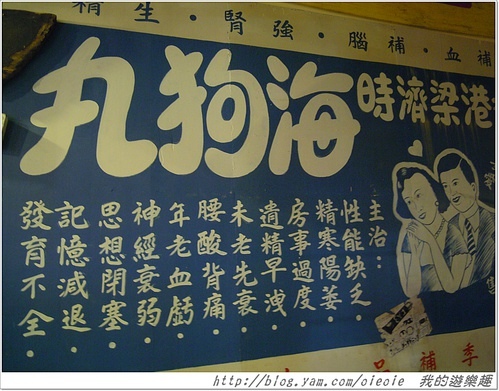 補血·補腦·強腎·生精
港梁濟時
海狗丸
主治：
性能缺乏
精寒陽萎
房事過度
遺精早洩
未老先衰
腰酸背痛
年老血虧
神經衰弱
思想閉塞
記憶減退
發育不全
季補品
http://blog.yam.com/oieoie 我的遊樂趣